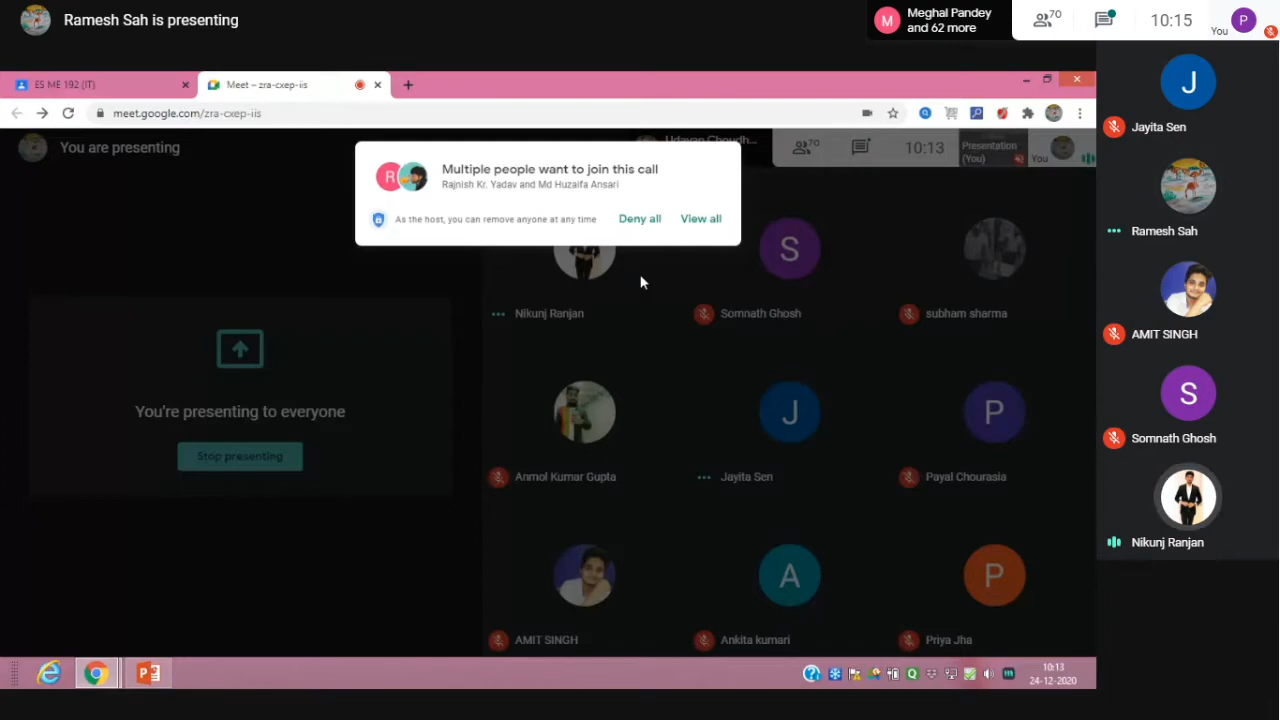 Ramesh Sah is presenting
M
Meghal Pandey
and 62 more
70
10:15
You
P
ES ME 192 (IT)
Meet – zra-cxep-iis
meet.google.com/zra-cxep-iis
You are presenting
70
10:13
Presentation
(You)
You
R
Multiple people want to join this call
Rajnish Kr. Yadav and Md Huzaifa Ansari
As the host, you can remove anyone at any time
Deny all
View all
You're presenting to everyone
Stop presenting
S
Nikunj Ranjan
Somnath Ghosh
subham sharma
J
P
Anmol Kumar Gupta
Jayita Sen
Payal Chourasia
A
P
AMIT SINGH
Ankita kumari
Priya Jha
J
Jayita Sen
Ramesh Sah
AMIT SINGH
S
Somnath Ghosh
Nikunj Ranjan
10:13
24-12-2020